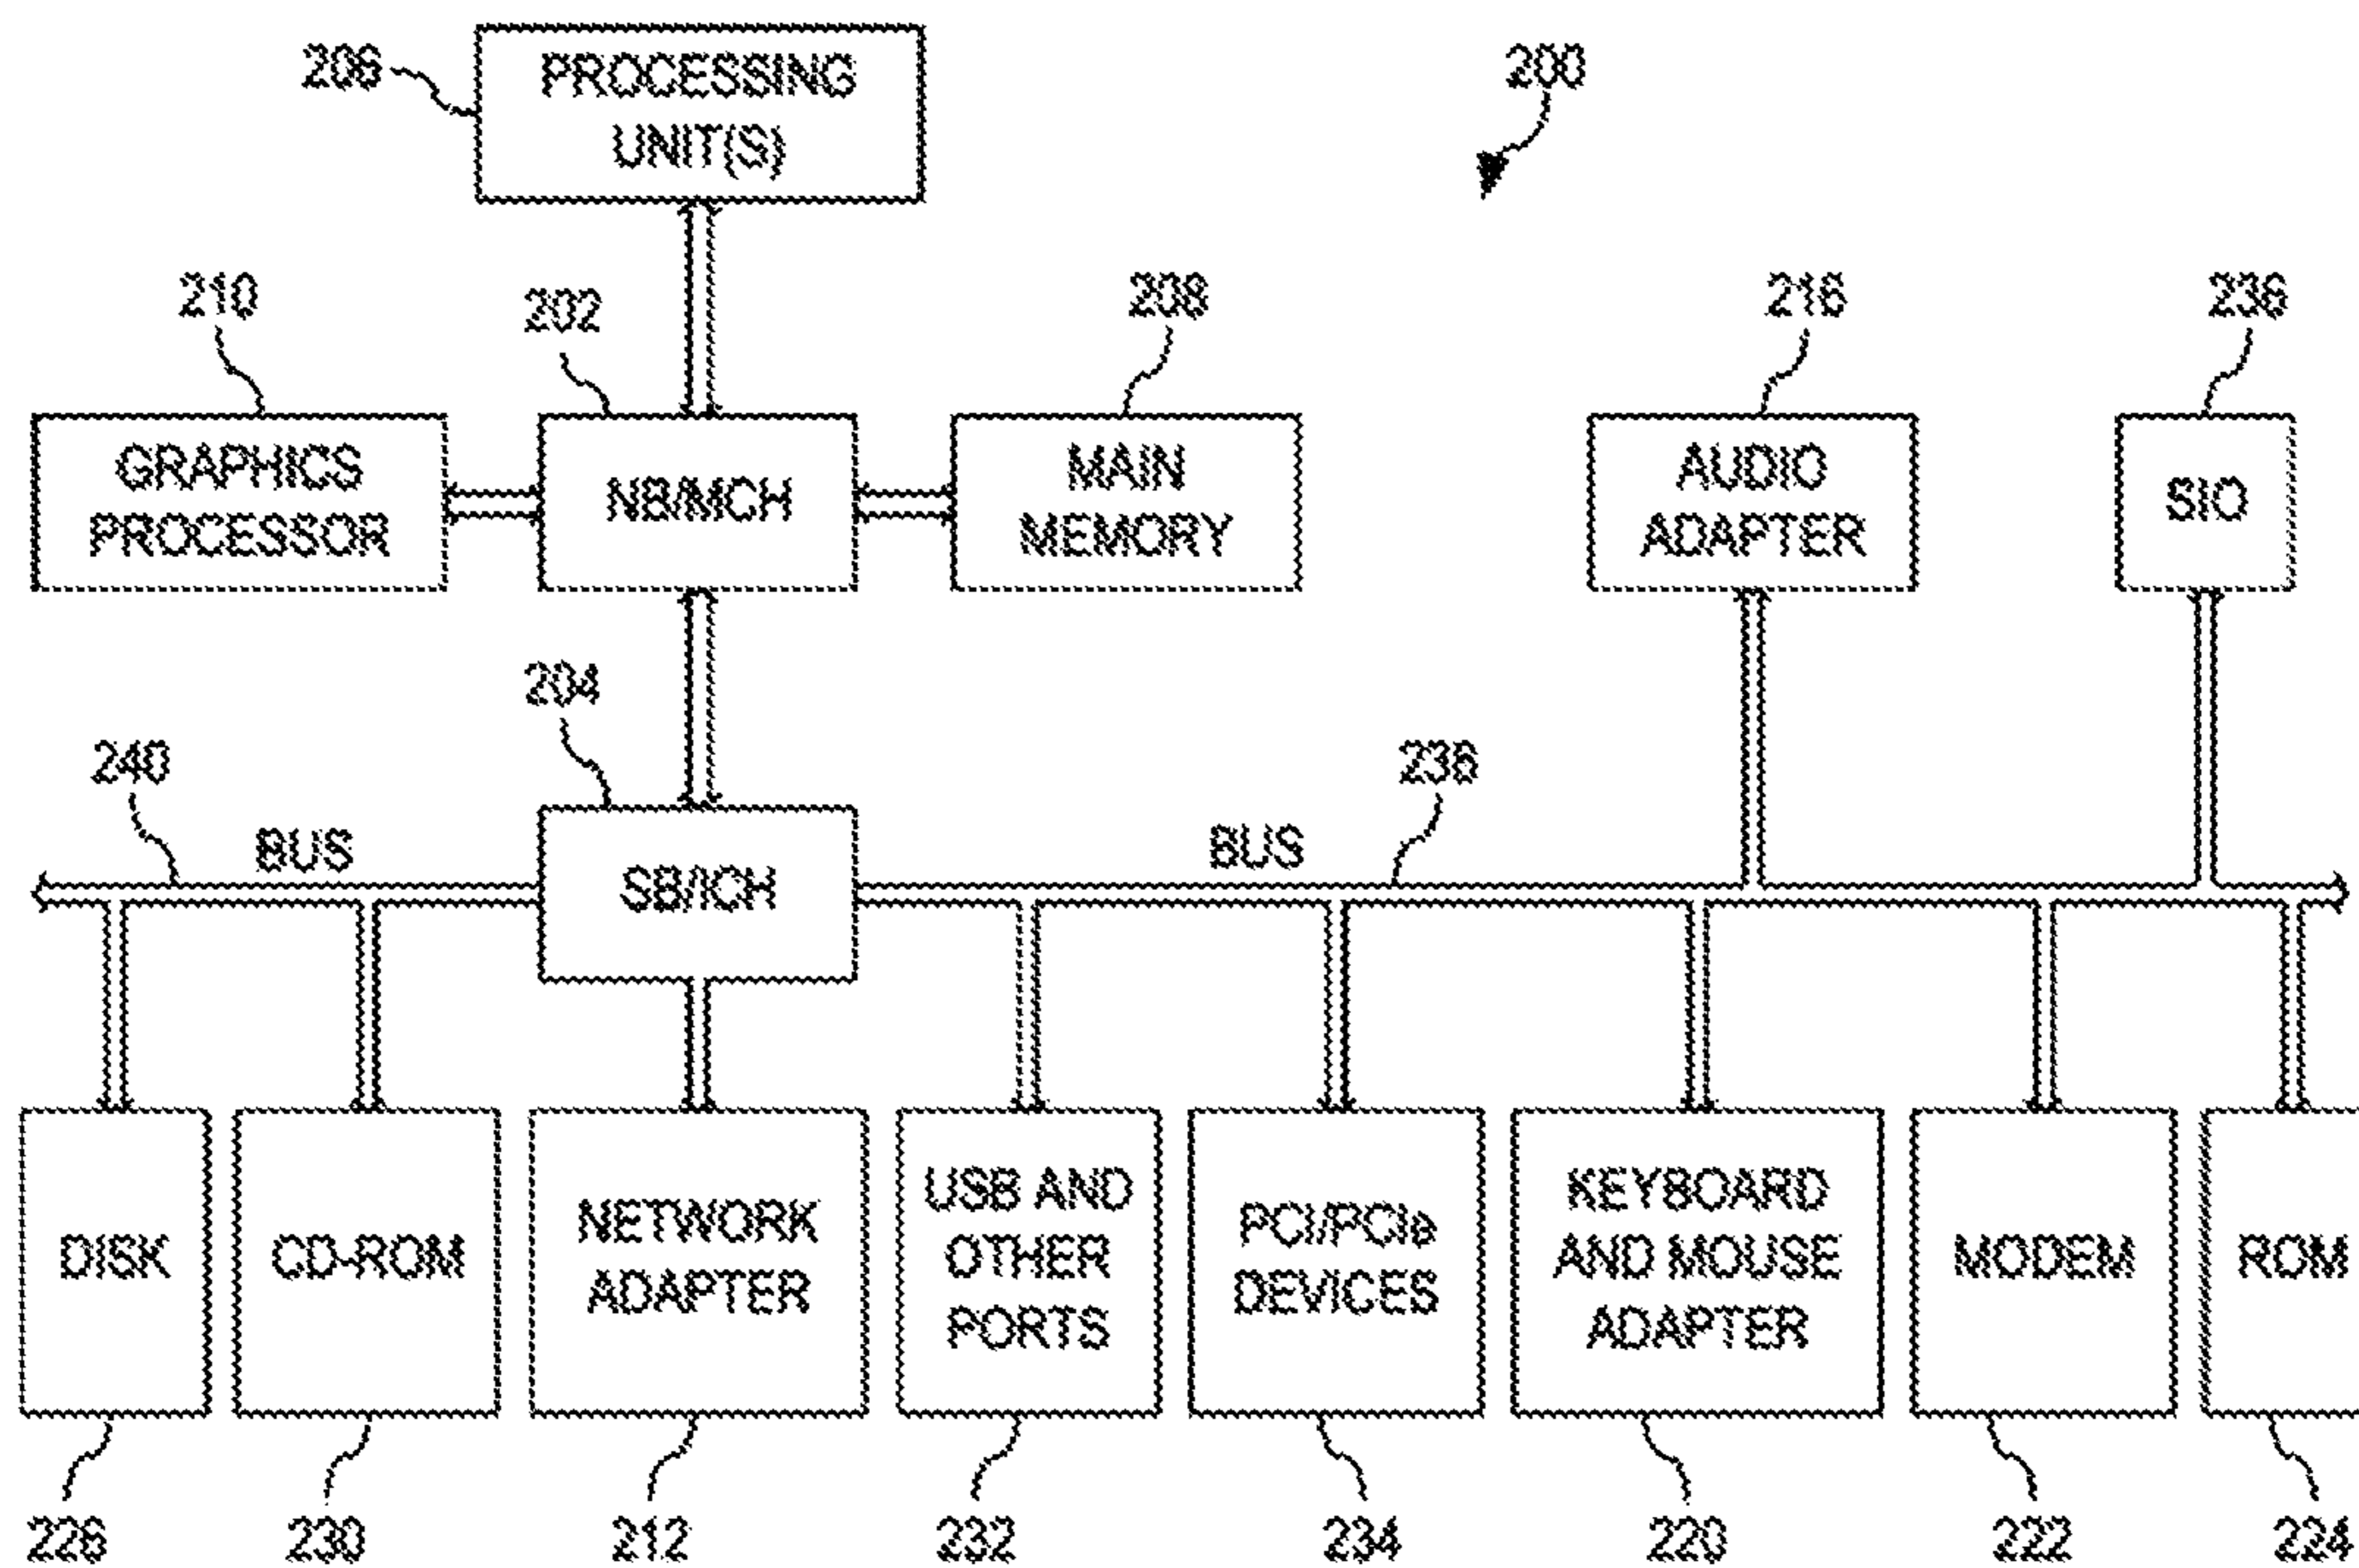 206
PROCESSING
UNIT(S)
200
210
202
208
216
236
GRAPHICS
PROCESSOR
NB/MCH
MAIN
MEMORY
AUDIO
ADAPTER
SIO
204
240
236
BUS
BUS
SB/ICH
DISK
CD-ROM
NETWORK
ADAPTER
USB AND
OTHER
PORTS
PCI/PCIe
DEVICES
KEYBOARD
AND MOUSE
ADAPTER
MODEM
ROM
226
230
212
232
234
220
222
224